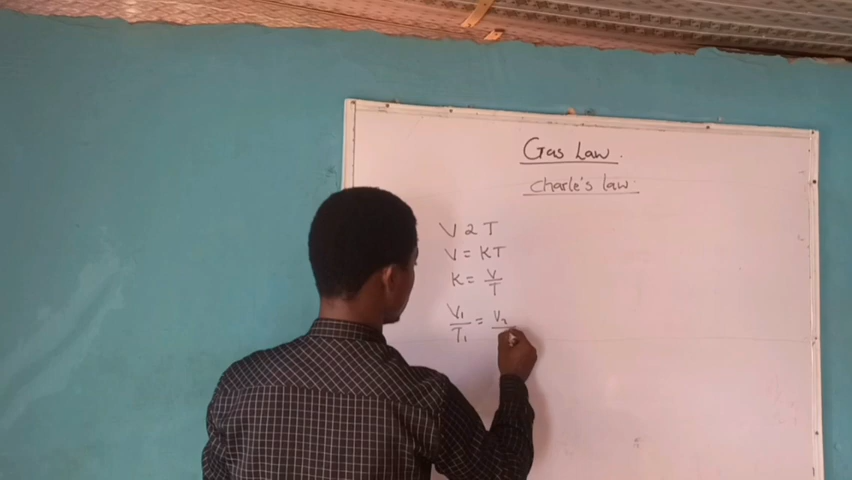 Gas Law.
Charle's law.
V α T
V = KT
K = V/T
V₁/T₁ = V₂/